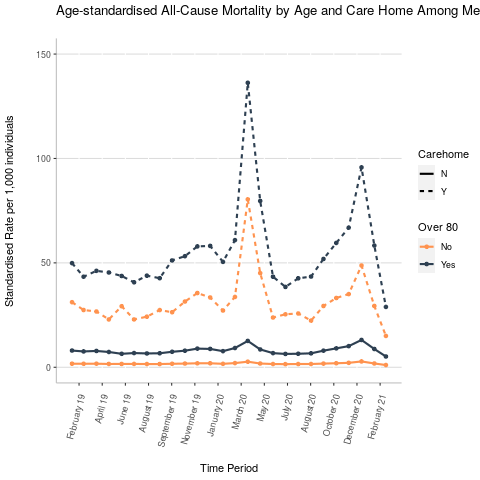 Age-standardised All-Cause Mortality by Age and Care Home Among Me
150
100
50
0
Standardised Rate per 1,000 individuals
February 19
April 19
June 19
August 19
September 19
November 19
January 20
March 20
May 20
July 20
August 20
October 20
December 20
February 21
Time Period
Carehome
N
Y
Over 80
No
Yes